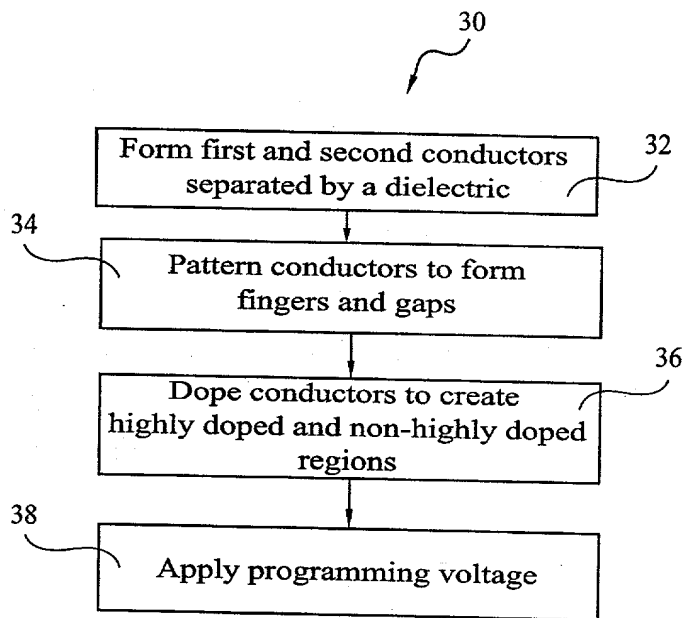 30
Form first and second conductors
separated by a dielectric
32
34
Pattern conductors to form
fingers and gaps
36
Dope conductors to create
highly doped and non-highly doped
regions
38
Apply programming voltage